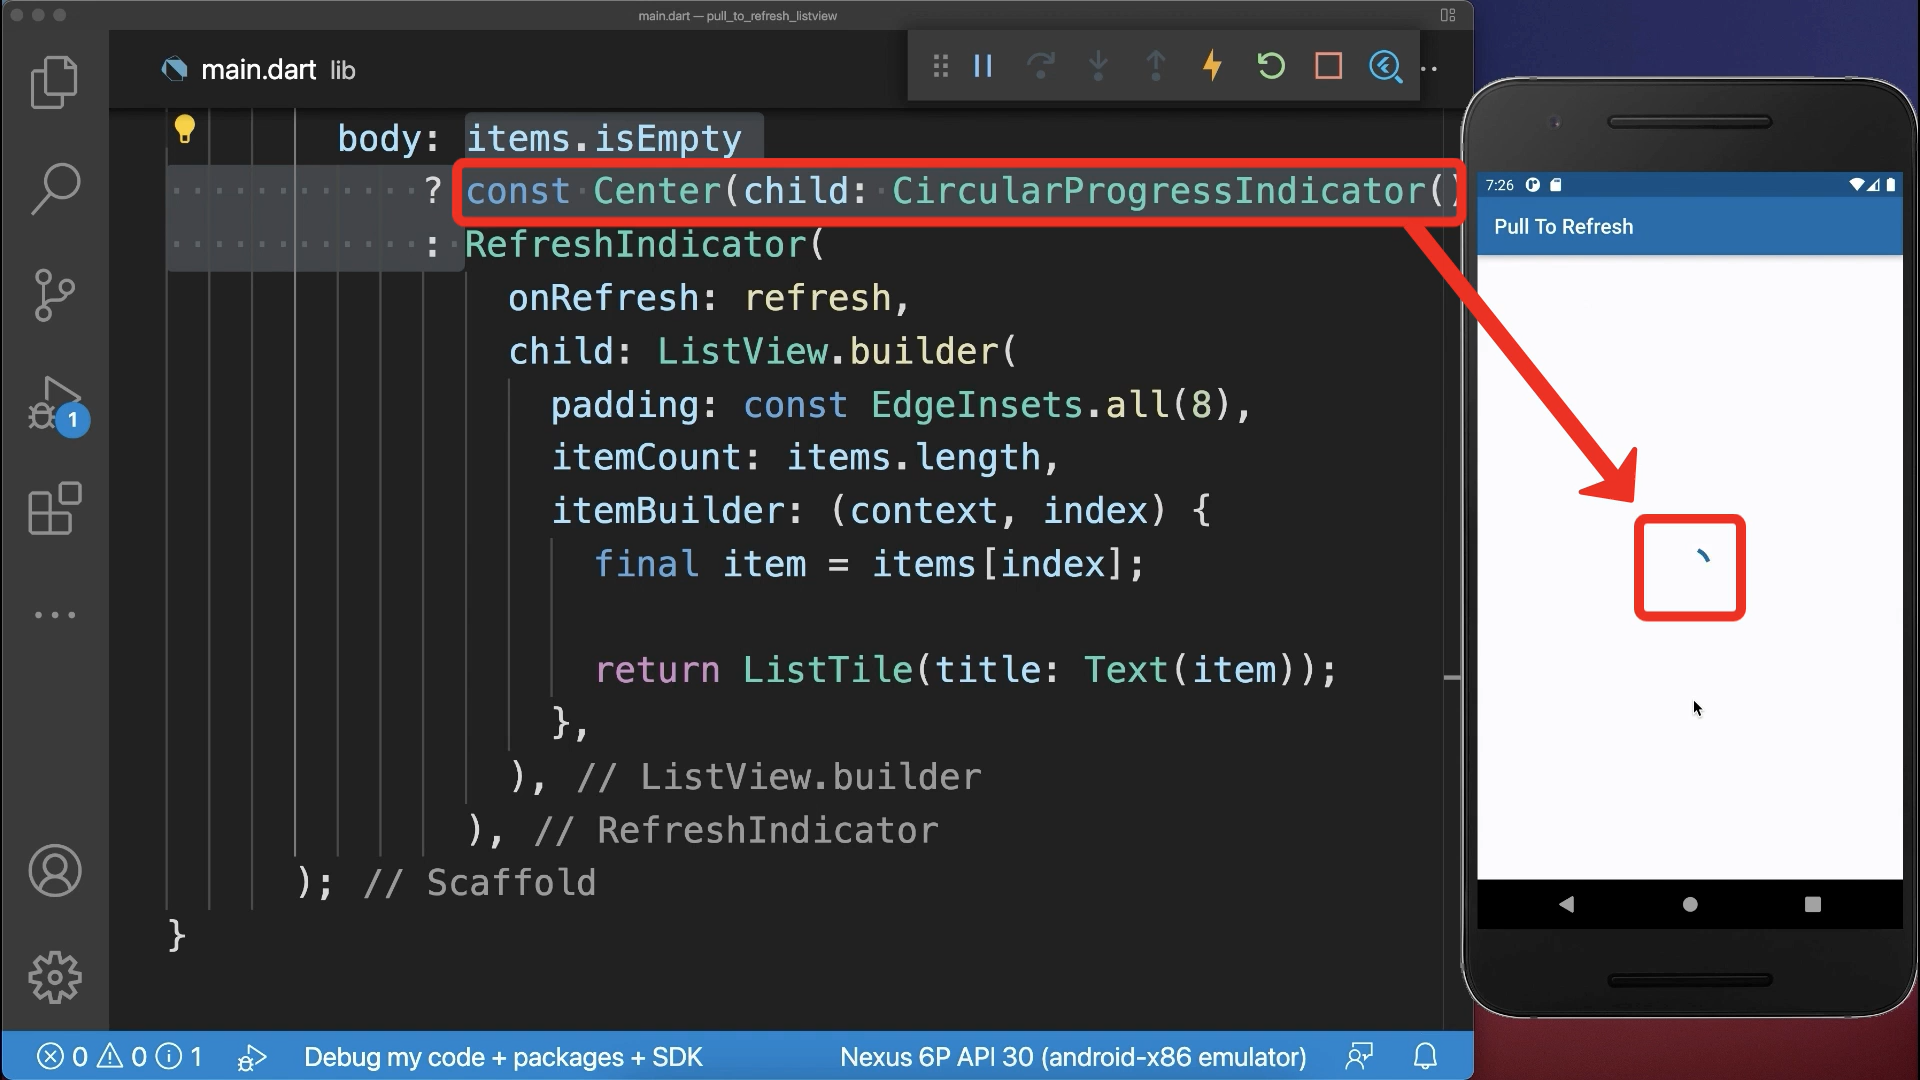 main.dart — pull_to_refresh_listview
main.dart lib
body: items.isEmpty
? const Center(child: CircularProgressIndicator()
: RefreshIndicator(
onRefresh: refresh,
child: ListView.builder(
padding: const EdgeInsets.all(8),
itemCount: items.length,
itemBuilder: (context, index) {
final item = items[index];
return ListTile(title: Text(item));
},
), // ListView.builder
), // RefreshIndicator
); // Scaffold
}
1
7:26
Pull To Refresh
0 0 1 Debug my code + packages + SDK Nexus 6P API 30 (android-x86 emulator)